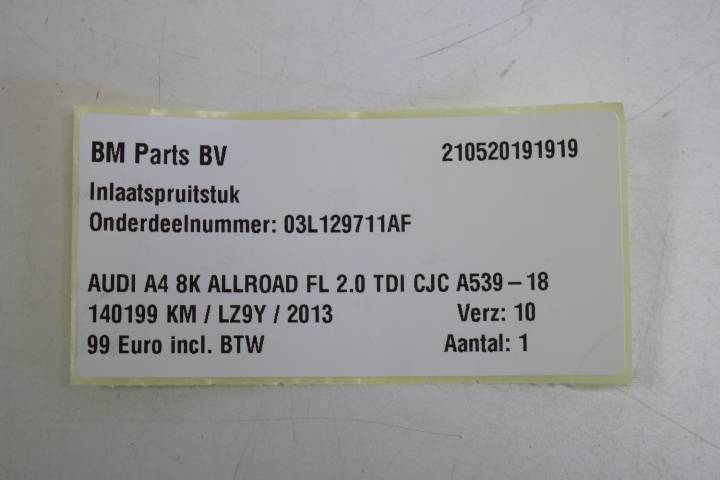 BM Parts BV 210520191919
Inlaatspruitstuk
Onderdeelnummer: 03L129711AF
AUDI A4 8K ALLROAD FL 2.0 TDI CJC A539-18
140199 KM / LZ9Y / 2013 Verz: 10
99 Euro incl. BTW Aantal: 1